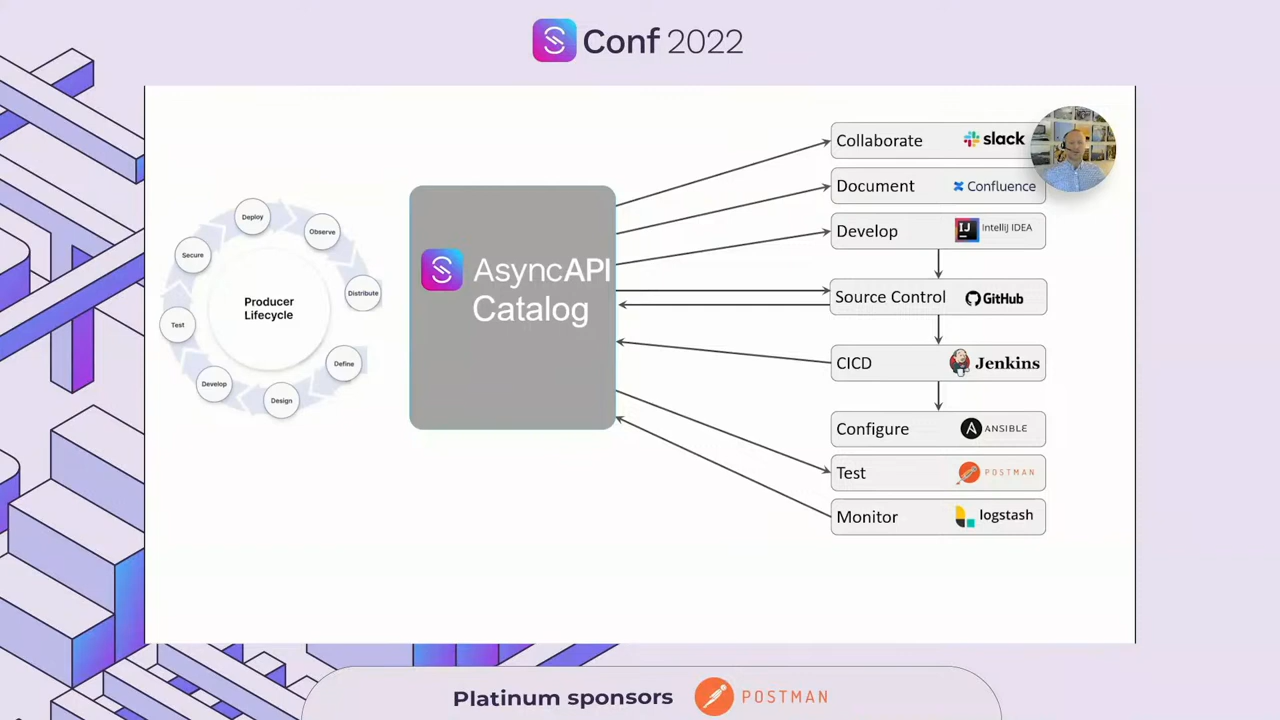 Conf 2022
Collaborate slack
Document Confluence
Develop IJ IntelliJ IDEA
Source Control GitHub
CICD Jenkins
Configure A ANSIBLE
Test POSTMAN
Monitor logstash
AsyncAPI
Catalog
Producer
Lifecycle
Deploy
Observe
Distribute
Define
Design
Develop
Test
Secure
Platinum sponsors POSTMAN